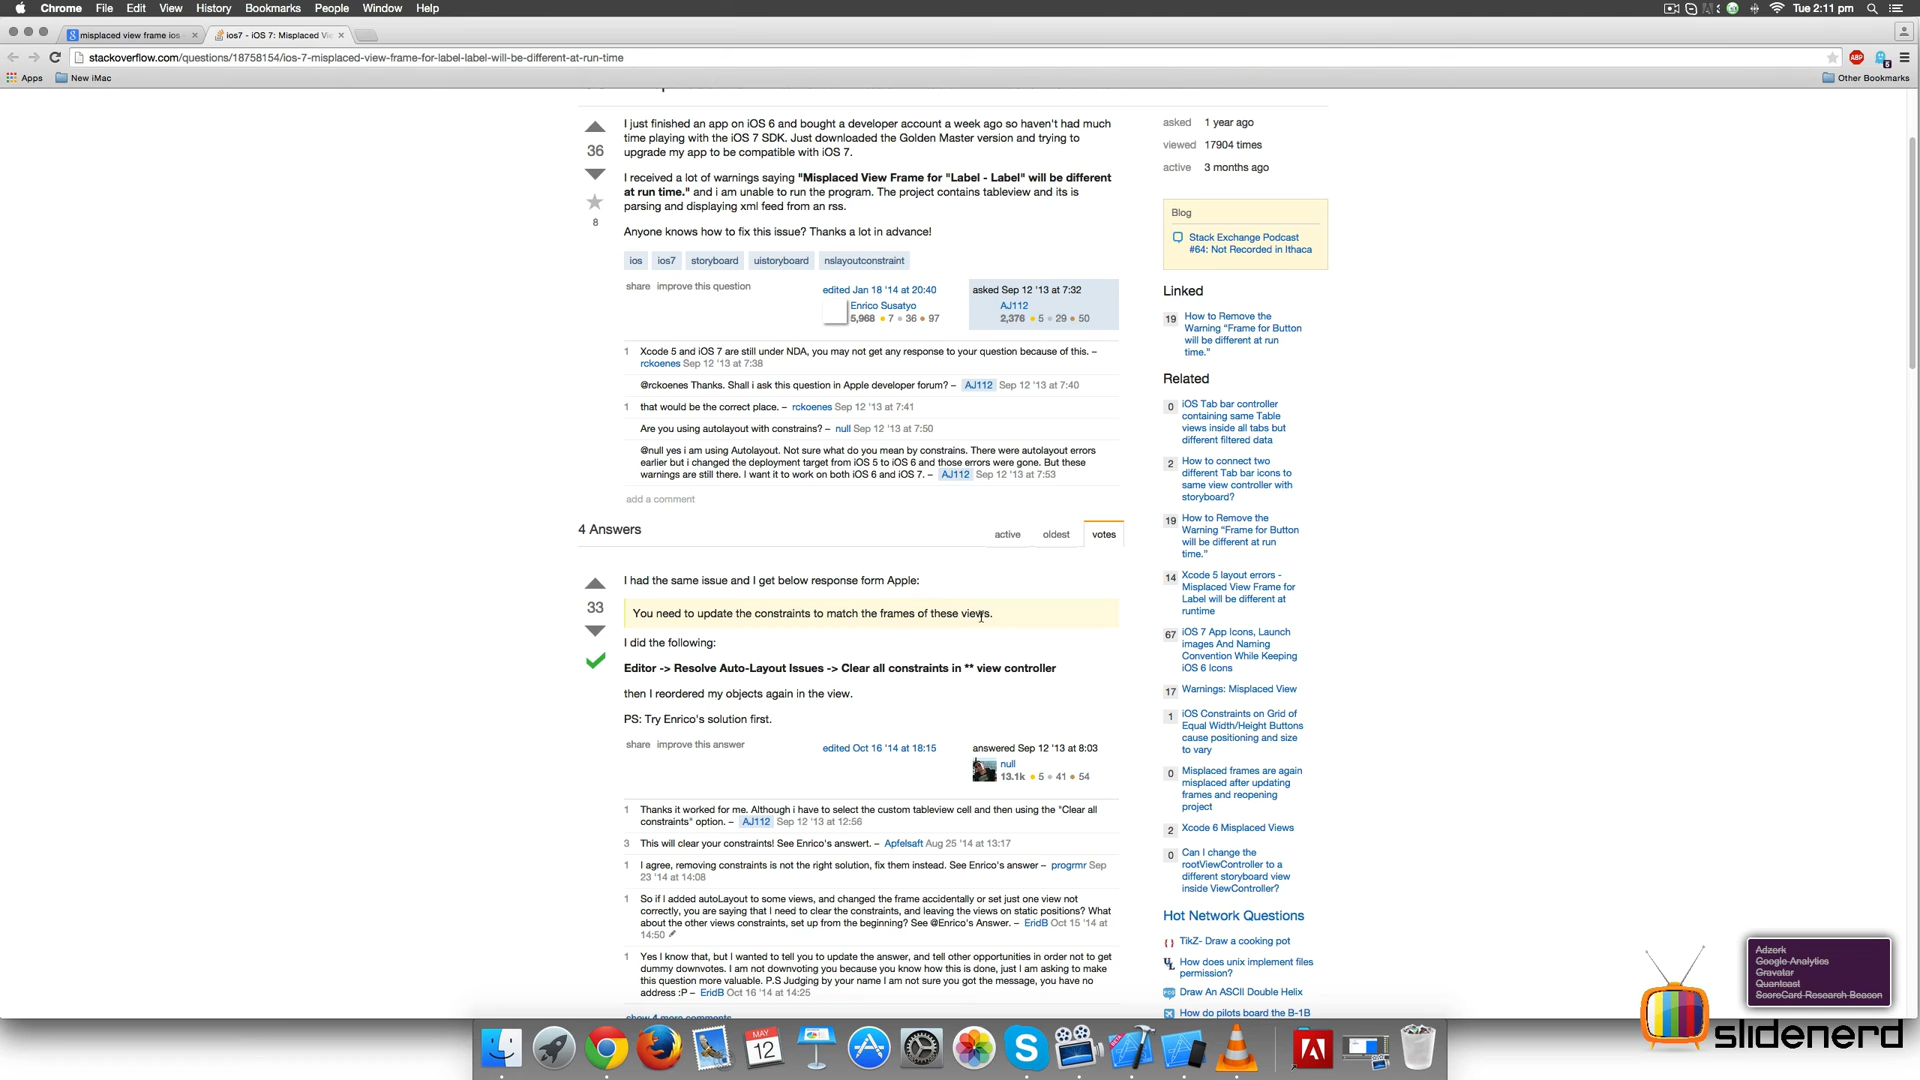 Chrome File Edit View History Bookmarks People Window Help
Tue 2:11 pm
misplaced view frame ios
ios7 - iOS 7: Misplaced Vie
stackoverflow.com/questions/18758154/ios-7-misplaced-view-frame-for-label-label-will-be-different-at-run-time
ABP
Apps New iMac
Other Bookmarks
I just finished an app on iOS 6 and bought a developer account a week ago so haven't had much
time playing with the iOS 7 SDK. Just downloaded the Golden Master version and trying to
upgrade my app to be compatible with iOS 7.
36
I received a lot of warnings saying "Misplaced View Frame for "Label - Label" will be different
at run time." and i am unable to run the program. The project contains tableview and its is
parsing and displaying xml feed from an rss.
8
Anyone knows how to fix this issue? Thanks a lot in advance!
ios ios7 storyboard uistoryboard nslayoutconstraint
share improve this question
edited Jan 18 '14 at 20:40
Enrico Susatyo
5,968 7 36 97
asked Sep 12 '13 at 7:32
AJ112
2,376 5 29 50
1 Xcode 5 and iOS 7 are still under NDA, you may not get any response to your question because of this. –
rckoenes Sep 12 '13 at 7:38
@rckoenes Thanks. Shall i ask this question in Apple developer forum? – AJ112 Sep 12 '13 at 7:40
1 that would be the correct place. – rckoenes Sep 12 '13 at 7:41
Are you using autolayout with constrains? – null Sep 12 '13 at 7:50
@null yes i am using Autolayout. Not sure what do you mean by constrains. There were autolayout errors
earlier but i changed the deployment target from iOS 5 to iOS 6 and those errors were gone. But these
warnings are still there. I want it to work on both iOS 6 and iOS 7. – AJ112 Sep 12 '13 at 7:53
add a comment
4 Answers
active oldest votes
I had the same issue and I get below response form Apple:
33
You need to update the constraints to match the frames of these views.
I did the following:
Editor -> Resolve Auto-Layout Issues -> Clear all constraints in ** view controller
then I reordered my objects again in the view.
PS: Try Enrico's solution first.
share improve this answer
edited Oct 16 '14 at 18:15
answered Sep 12 '13 at 8:03
null
13.1k 5 41 54
1 Thanks it worked for me. Although i have to select the custom tableview cell and then using the "Clear all
constraints" option. – AJ112 Sep 12 '13 at 12:56
3 This will clear your constraints! See Enrico's answert. – Apfelsaft Aug 25 '14 at 13:17
1 I agree, removing constraints is not the right solution, fix them instead. See Enrico's answer – progrmr Sep
23 '14 at 14:08
1 So if I added autoLayout to some views, and changed the frame accidentally or set just one view not
correctly, you are saying that I need to clear the constraints, and leaving the views on static positions? What
about the other views constraints, set up from the beginning? See @Enrico's Answer. – EridB Oct 15 '14 at
14:50
1 Yes I know that, but I wanted to tell you to update the answer, and tell other opportunities in order not to get
dummy downvotes. I am not downvoting you because you know how this is done, just I am asking to make
this question more valuable. P.S Judging by your name I am not sure you got the message, you have no
address :P – EridB Oct 16 '14 at 14:25
show 4 more comments
asked 1 year ago
viewed 17904 times
active 3 months ago
Blog
Stack Exchange Podcast
#64: Not Recorded in Ithaca
Linked
19 How to Remove the
Warning "Frame for Button
will be different at run
time."
Related
0 iOS Tab bar controller
containing same Table
views inside all tabs but
different filtered data
2 How to connect two
different Tab bar icons to
same view controller with
storyboard?
19 How to Remove the
Warning "Frame for Button
will be different at run
time."
14 Xcode 5 layout errors -
Misplaced View Frame for
Label will be different at
runtime
67 iOS 7 App Icons, Launch
images And Naming
Convention While Keeping
iOS 6 Icons
17 Warnings: Misplaced View
1 iOS Constraints on Grid of
Equal Width/Height Buttons
cause positioning and size
to vary
0 Misplaced frames are again
misplaced after updating
frames and reopening
project
2 Xcode 6 Misplaced Views
0 Can I change the
rootViewController to a
different storyboard view
inside ViewController?
Hot Network Questions
TikZ- Draw a cooking pot
How does unix implement files
permission?
Draw An ASCII Double Helix
How do pilots board the B-1B
Adzerk
Google Analytics
Gravatar
Quantcast
ScoreCard Research Beacon
slidenerd
MAY
12